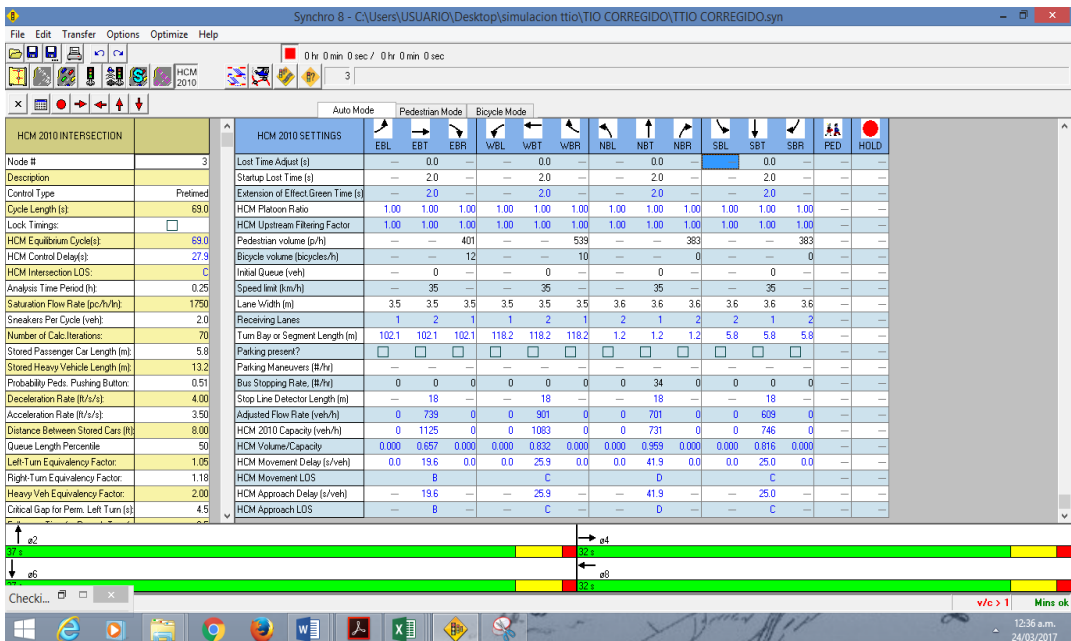 Synchro 8 - C:\Users\USUARIO\Desktop\simulacion ttio\TIO CORREGIDO\TTIO CORREGIDO.syn
File Edit Transfer Options Optimize Help
0 hr 0 min 0 sec / 0 hr 0 min 0 sec
HCM 2010
3
Auto Mode Pedestrian Mode Bicycle Mode
HCM 2010 INTERSECTION
Node # 3
Description
Control Type Pretimed
Cycle Length (s): 69.0
Lock Timings:
HCM Equilibrium Cycle(s): 69.0
HCM Control Delay(s): 27.9
HCM Intersection LOS: C
Analysis Time Period (h): 0.25
Saturation Flow Rate (pc/h/ln): 1750
Sneakers Per Cycle (veh): 2.0
Number of Calc.Iterations: 70
Stored Passenger Car Length (m): 5.8
Stored Heavy Vehicle Length (m): 13.2
Probability Peds. Pushing Button: 0.51
Deceleration Rate (ft/s/s): 4.00
Acceleration Rate (ft/s/s): 3.50
Distance Between Stored Cars (ft): 8.00
Queue Length Percentile 50
Left-Turn Equivalency Factor: 1.05
Right-Turn Equivalency Factor: 1.18
Heavy Veh Equivalency Factor: 2.00
Critical Gap for Perm. Left Turn (s): 4.5
HCM 2010 SETTINGS EBL EBT EBR WBL WBT WBR NBL NBT NBR SBL SBT SBR PED HOLD
Lost Time Adjust (s) — 0.0 — — 0.0 — — 0.0 — 0.0 — — —
Startup Lost Time (s) — 2.0 — — 2.0 — — 2.0 — — 2.0 — — —
Extension of Effect.Green Time (s) — 2.0 — — 2.0 — — 2.0 — — 2.0 — — —
HCM Platoon Ratio 1.00 1.00 1.00 1.00 1.00 1.00 1.00 1.00 1.00 1.00 1.00 1.00 — —
HCM Upstream Filtering Factor 1.00 1.00 1.00 1.00 1.00 1.00 1.00 1.00 1.00 1.00 1.00 1.00 — —
Pedestrian volume (p/h) — — 401 — — 539 — — 383 — — 383 — —
Bicycle volume (bicycles/h) — — 12 — — 10 — — 0 — — 0 — —
Initial Queue (veh) — 0 — — 0 — — 0 — — 0 — — —
Speed limit (km/h) — 35 — — 35 — — 35 — — 35 — — —
Lane Width (m) 3.5 3.5 3.5 3.5 3.5 3.5 3.6 3.6 3.6 3.6 3.6 3.6 — —
Receiving Lanes 1 2 1 1 2 1 2 1 2 2 1 2 — —
Turn Bay or Segment Length (m) 102.1 102.1 102.1 118.2 118.2 118.2 1.2 1.2 1.2 5.8 5.8 5.8 — —
Parking present? — —
Parking Maneuvers (#/hr) — — — — — — — — — — — — — —
Bus Stopping Rate, (#/hr) 0 0 0 0 0 0 0 34 0 0 0 0 — —
Stop Line Detector Length (m) — 18 — — 18 — — 18 — — 18 — — —
Adjusted Flow Rate (veh/h) 0 739 0 0 901 0 0 701 0 0 609 0 — —
HCM 2010 Capacity (veh/h) 0 1125 0 0 1083 0 0 731 0 0 746 0 — —
HCM Volume/Capacity 0.000 0.657 0.000 0.000 0.832 0.000 0.000 0.959 0.000 0.000 0.816 0.000 — —
HCM Movement Delay (s/veh) 0.0 19.6 0.0 0.0 25.9 0.0 0.0 41.9 0.0 0.0 25.0 0.0 — —
HCM Movement LOS B C D C — —
HCM Approach Delay (s/veh) — 19.6 — — 25.9 — — 41.9 — — 25.0 — — —
HCM Approach LOS — B — — C — — D — — C — — —
ø2 ø4
37 s 32 s
ø6 ø8
32 s
Checki...
v/c > 1 Mins ok
12:36 a.m.
24/03/2017